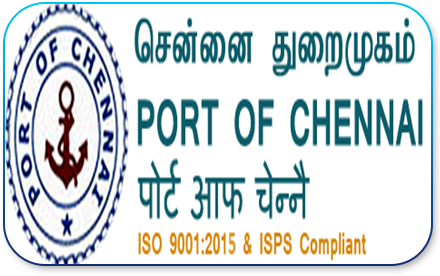 PORT OF CHENNAI
சென்னை துறைமுகம்
PORT OF CHENNAI
पोर्ट आफ चेन्नै
ISO 9001:2015 & ISPS Compliant